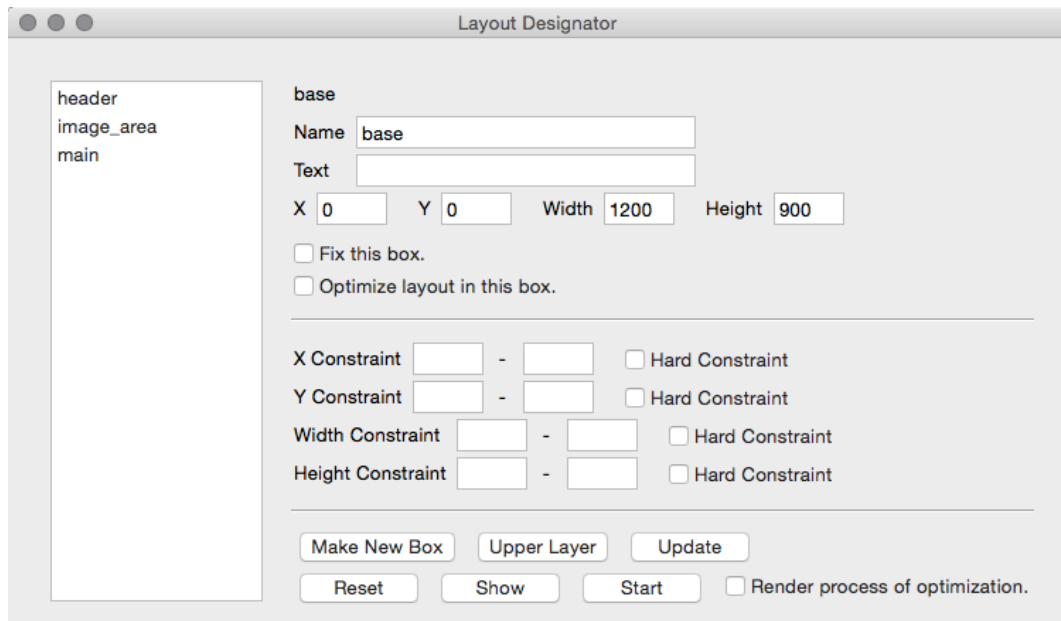 Layout Designator
header
image_area
main
base
Name base
Text
X 0 Y 0 Width 1200 Height 900
Fix this box.
Optimize layout in this box.
X Constraint - Hard Constraint
Y Constraint - Hard Constraint
Width Constraint - Hard Constraint
Height Constraint - Hard Constraint
Make New Box Upper Layer Update
Reset Show Start Render process of optimization.